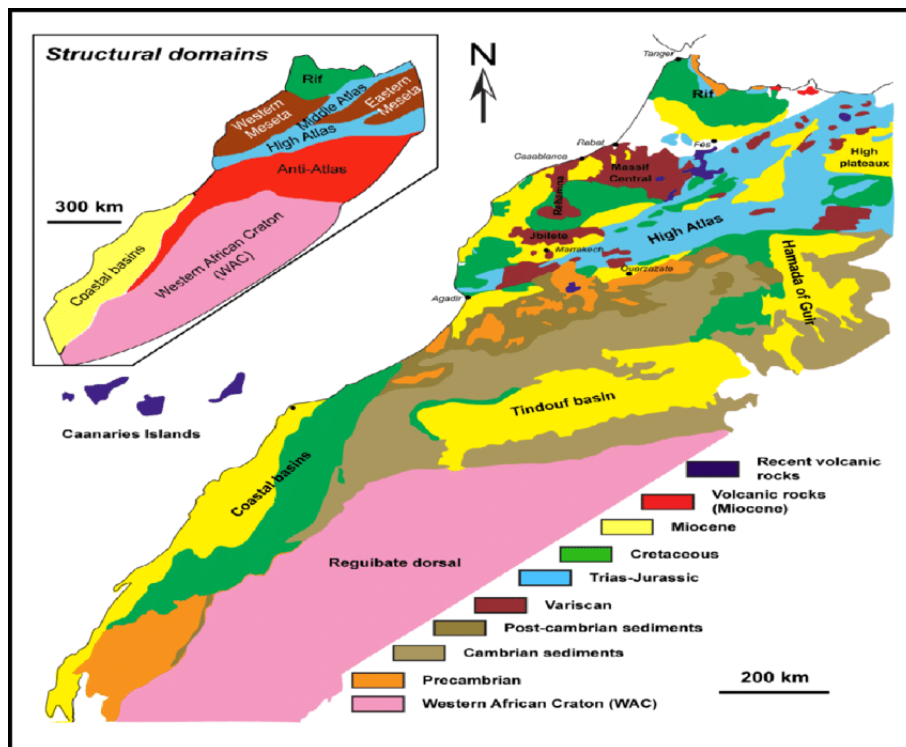 Structural domains
Rif
Western
Meseta
Middle Atlas
Eastern
Meseta
High Atlas
Anti-Atlas
300 km
Coastal basins
Western African Craton
(WAC)
N
Tanger
Rif
Rabat
Fes
Casablanca
Massif
Central
High
plateaux
Rehamna
Jbilete
Marrakech
High Atlas
Ouarzazate
Hamada of Guir
Agadir
Tindouf basin
Caanaries Islands
Coastal basins
Reguibate dorsal
Recent volcanic
rocks
Volcanic rocks
(Miocene)
Miocene
Cretaceous
Trias-Jurassic
Variscan
Post-cambrian sediments
Cambrian sediments
Precambrian
Western African Craton (WAC)
200 km